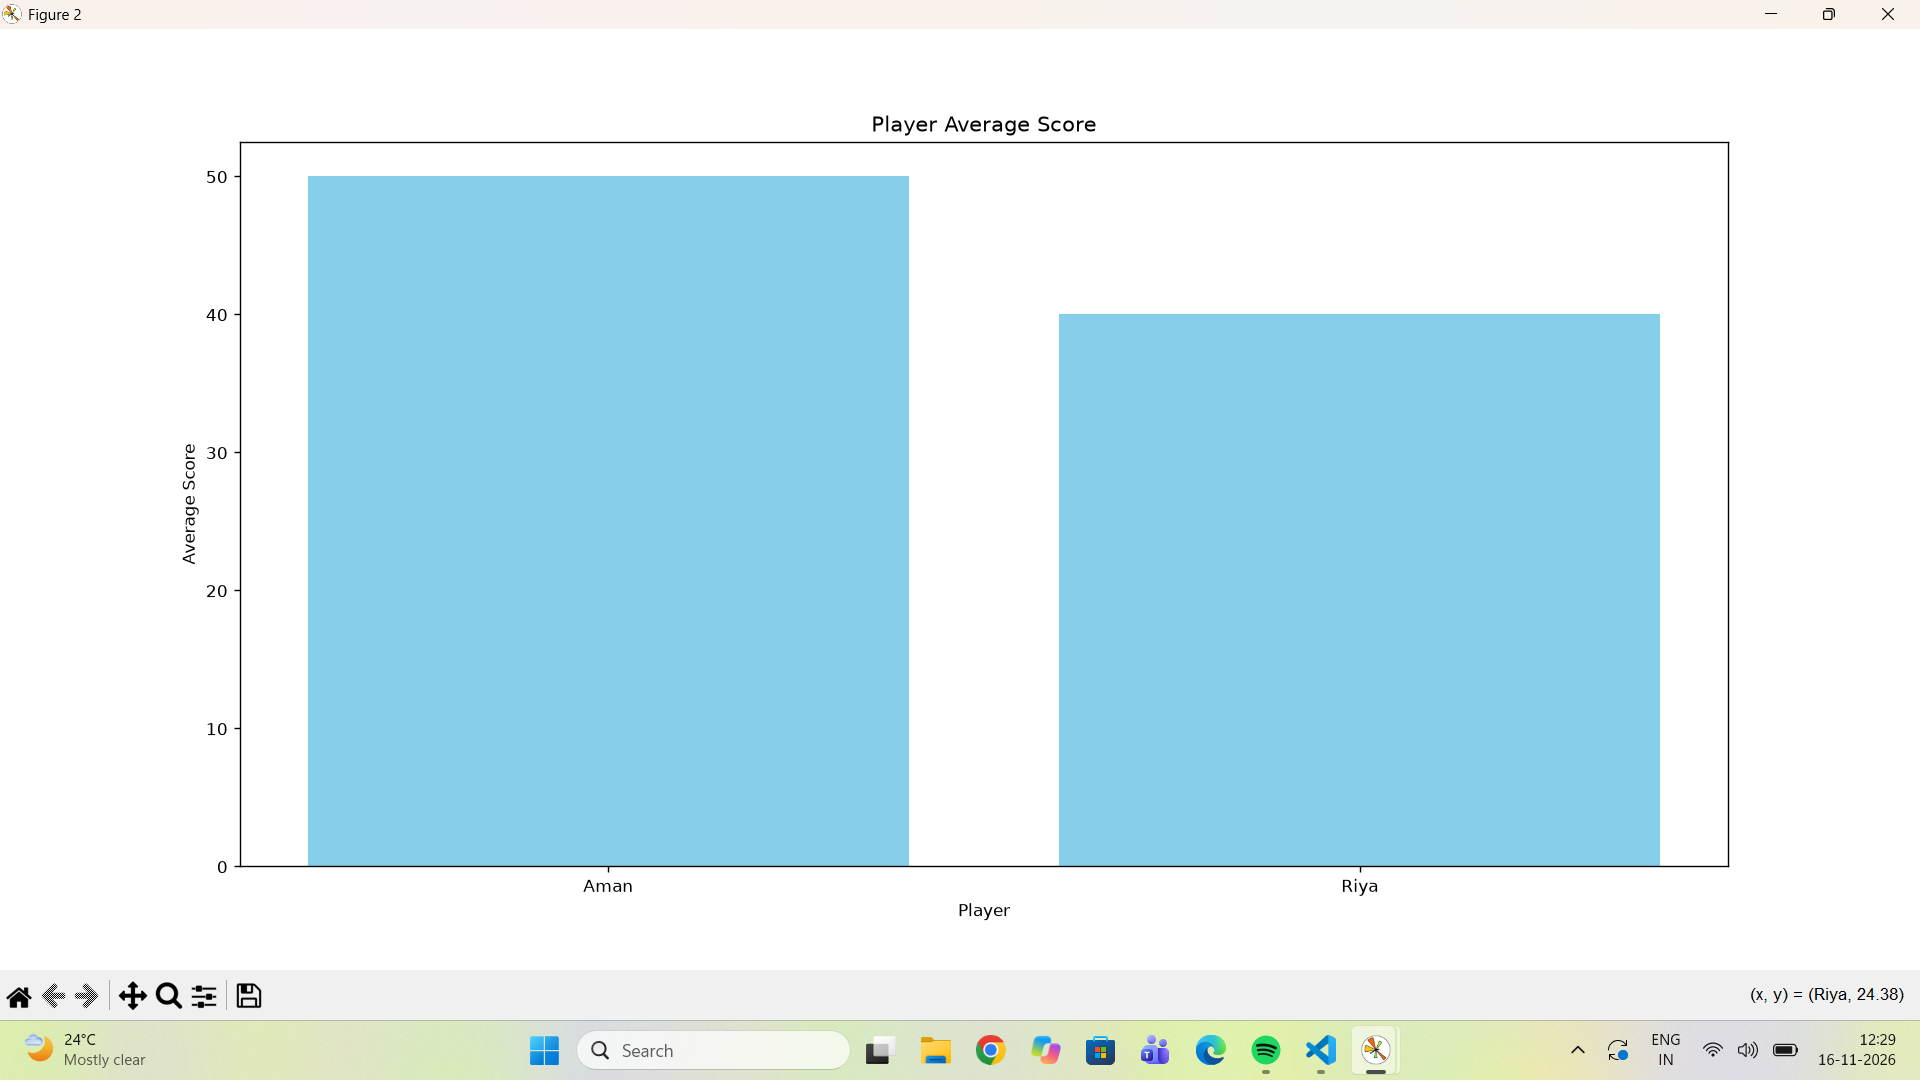 Figure 2
Player Average Score
50
40
30
20
10
0
Average Score
Aman
Riya
Player
(x, y) = (Riya, 24.38)
24°C
Mostly clear
Search
ENG
IN
12:29
16-11-2026